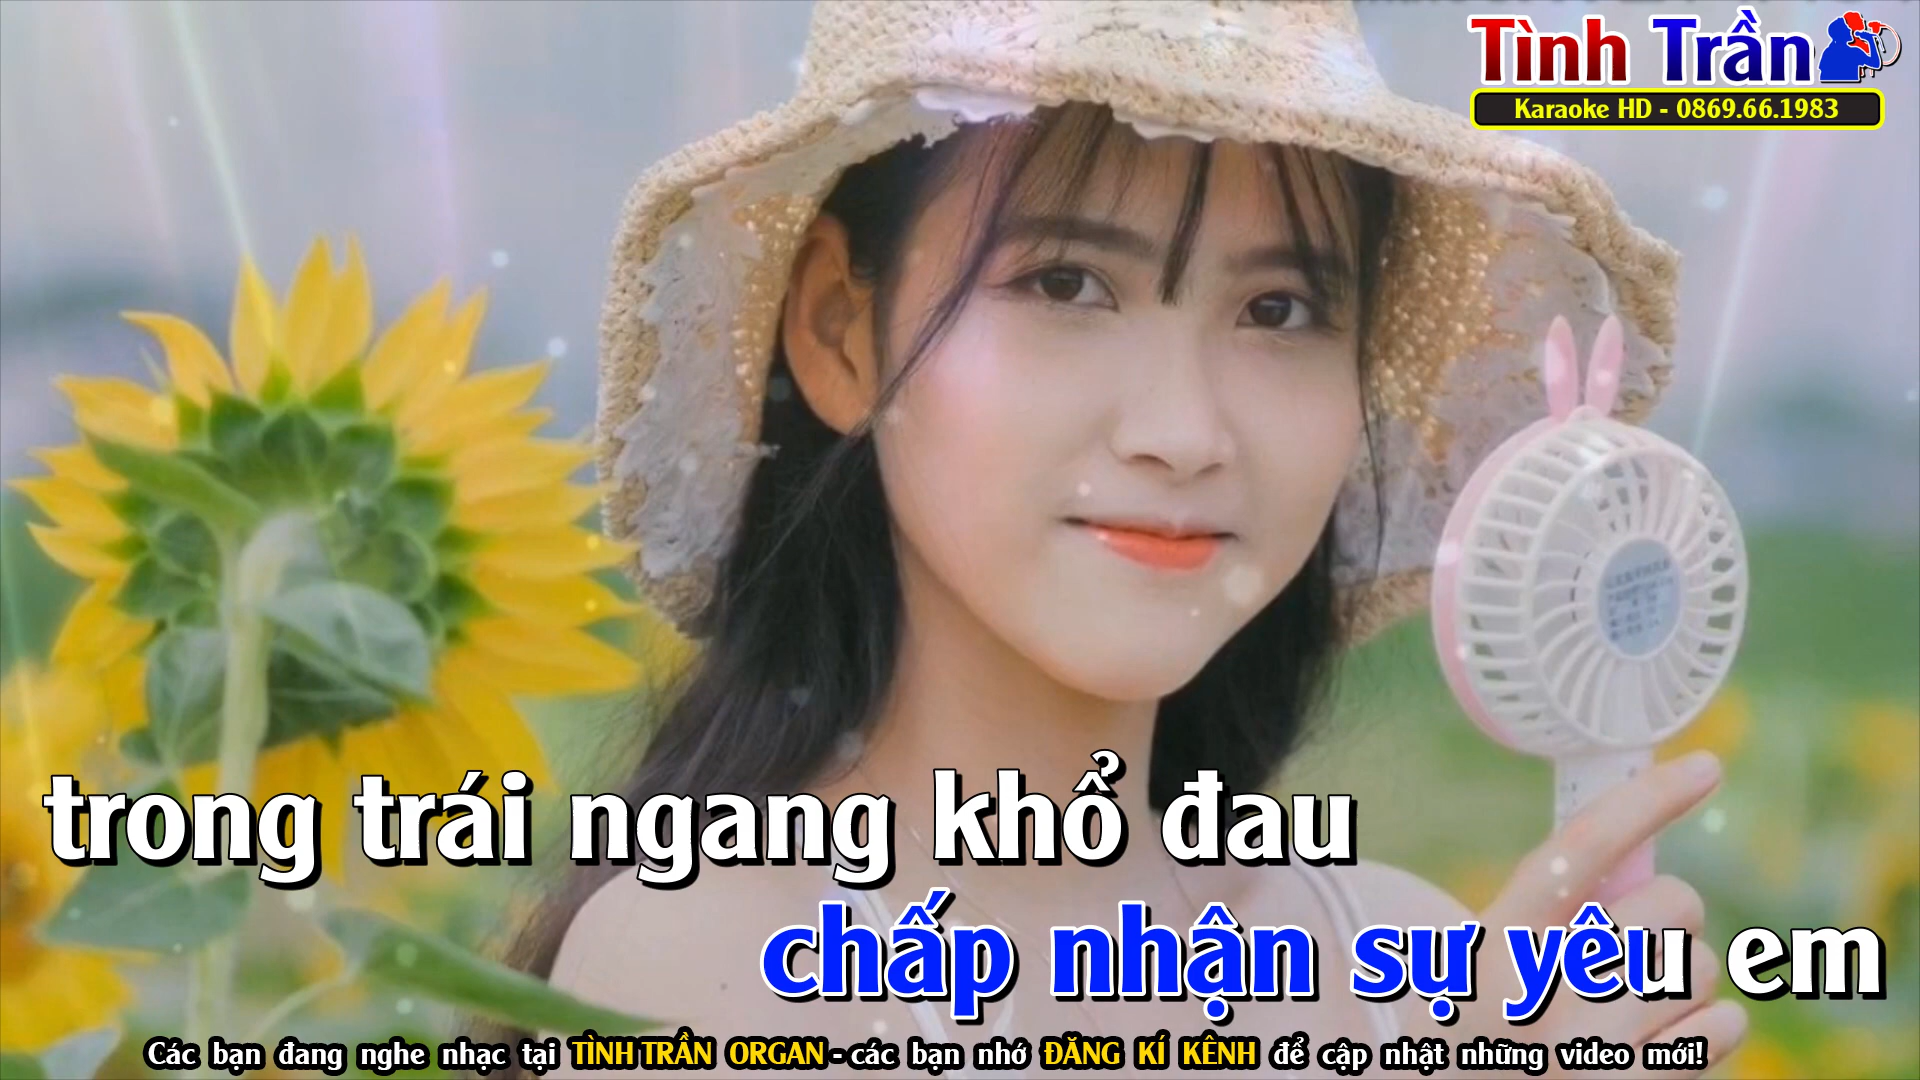 Tình Trần
Karaoke HD - 0869.66.1983
trong trái ngang khổ đau
chấp nhận sự yêu em
Các bạn đang nghe nhạc tại TÌNH TRẦN ORGAN - các bạn nhớ ĐĂNG KÍ KÊNH để cập nhật những video mới!